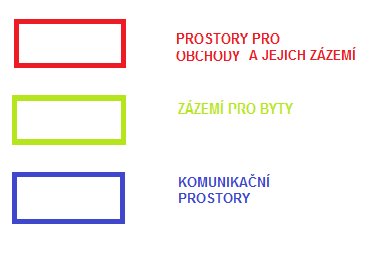 PROSTORY PRO
OBCHODY A JEJICH ZÁZEMÍ
ZÁZEMÍ PRO BYTY
KOMUNIKAČNÍ
PROSTORY